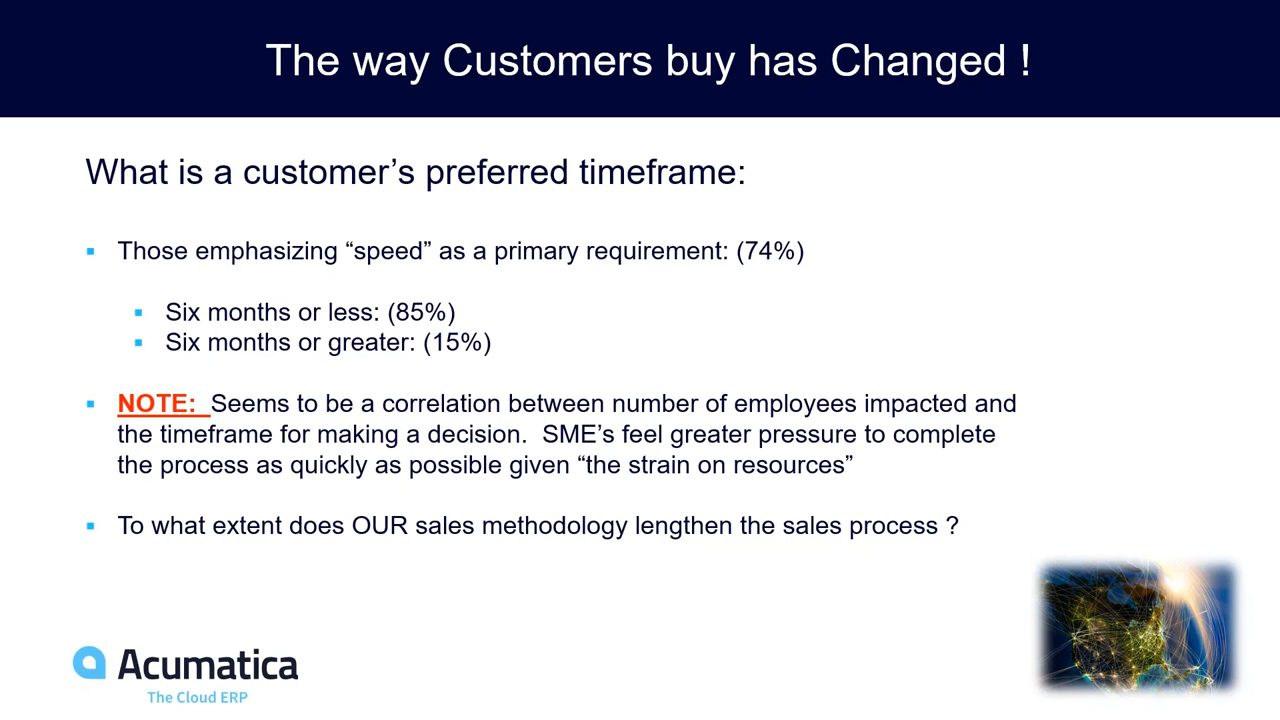 The way Customers buy has Changed !
What is a customer’s preferred timeframe:
Those emphasizing “speed” as a primary requirement: (74%)
Six months or less: (85%)
Six months or greater: (15%)
NOTE: Seems to be a correlation between number of employees impacted and
the timeframe for making a decision. SME’s feel greater pressure to complete
the process as quickly as possible given “the strain on resources”
To what extent does OUR sales methodology lengthen the sales process ?
Acumatica
The Cloud ERP